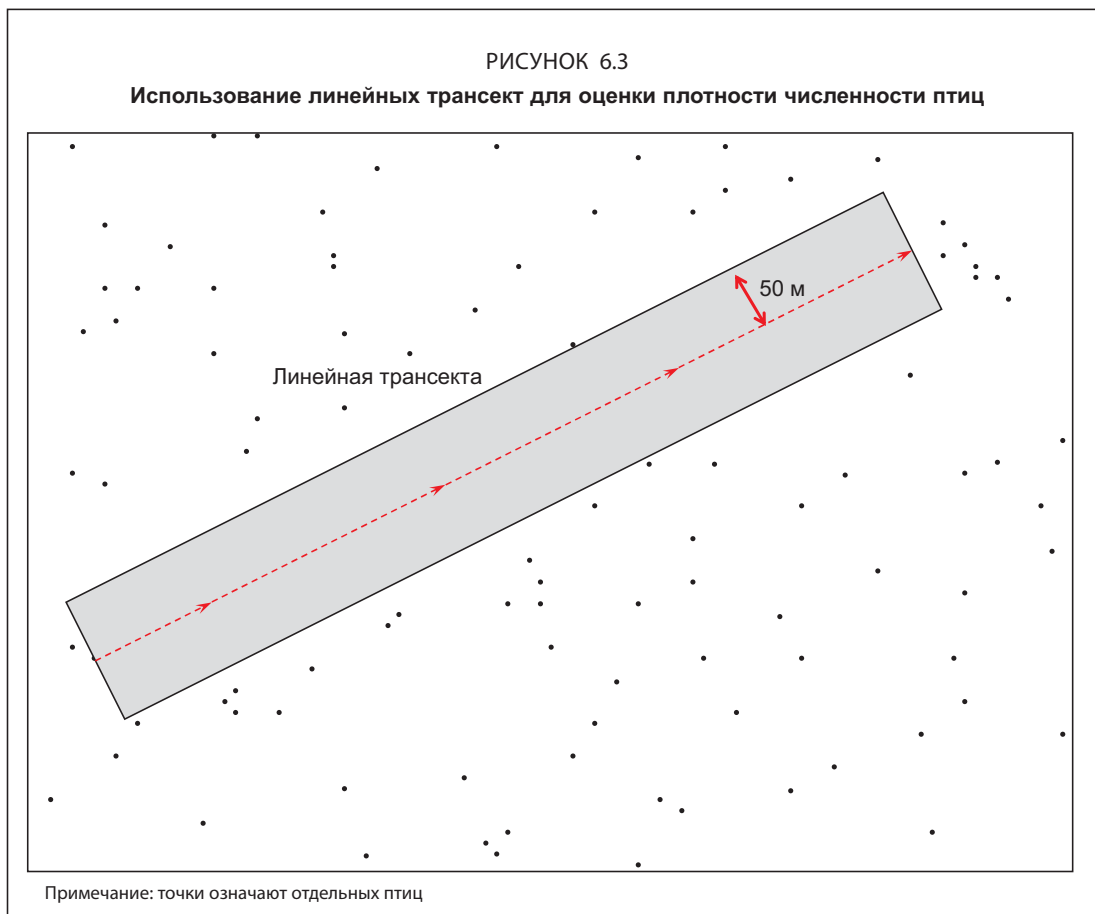 РИСУНОК 6.3
Использование линейных трансект для оценки плотности численности птиц
50 м
Линейная трансекта
Примечание: точки означают отдельных птиц